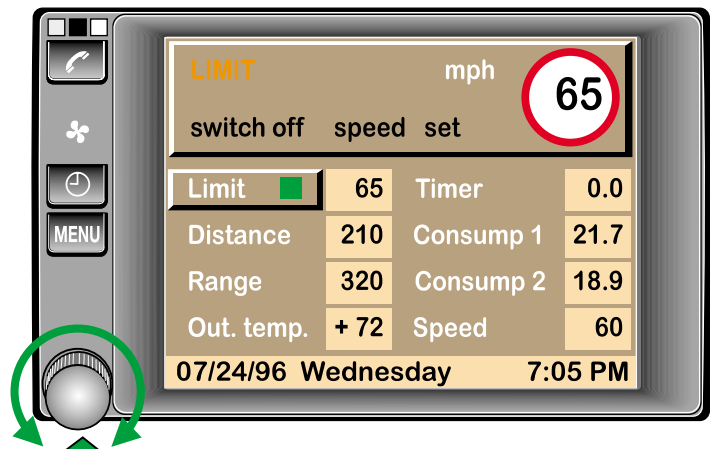 LIMIT mph 65
switch off speed set
Limit 65 Timer 0.0
MENU Distance 210 Consump 1 21.7
Range 320 Consump 2 18.9
Out. temp. + 72 Speed 60
07/24/96 Wednesday 7:05 PM